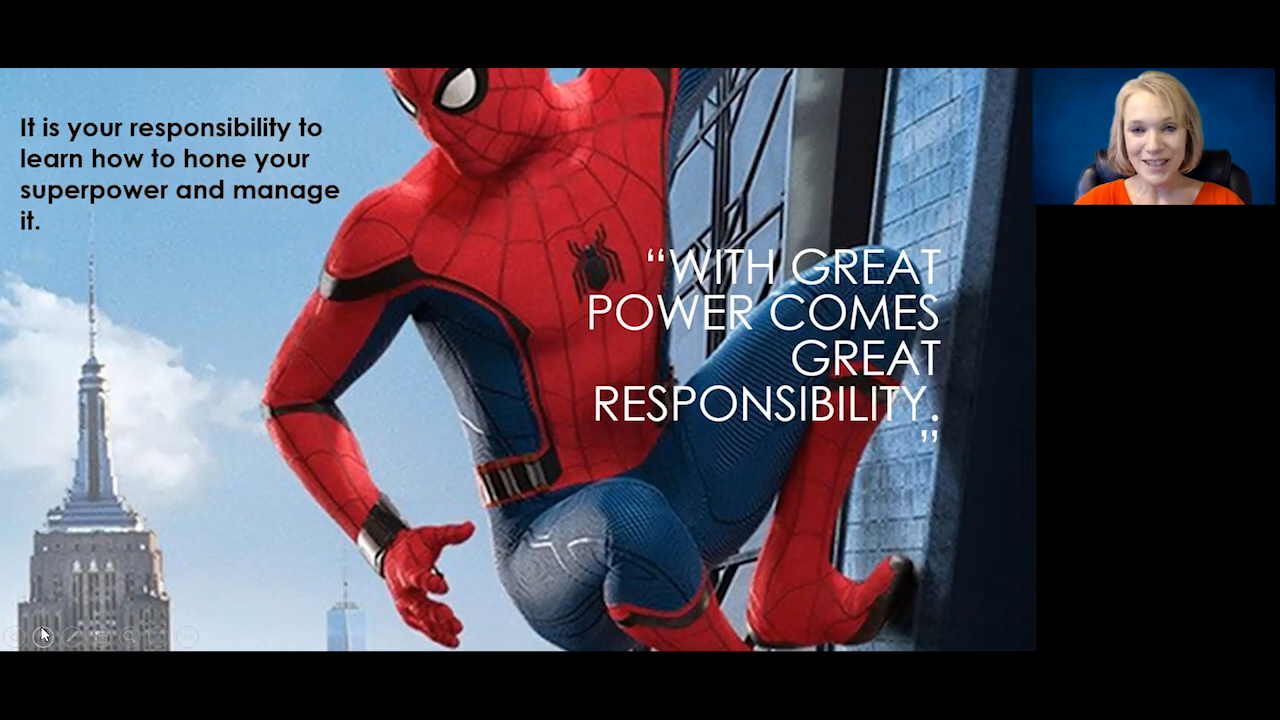 It is your responsibility to
learn how to hone your
superpower and manage
it.
“WITH GREAT
POWER COMES
GREAT
RESPONSIBILITY.
”